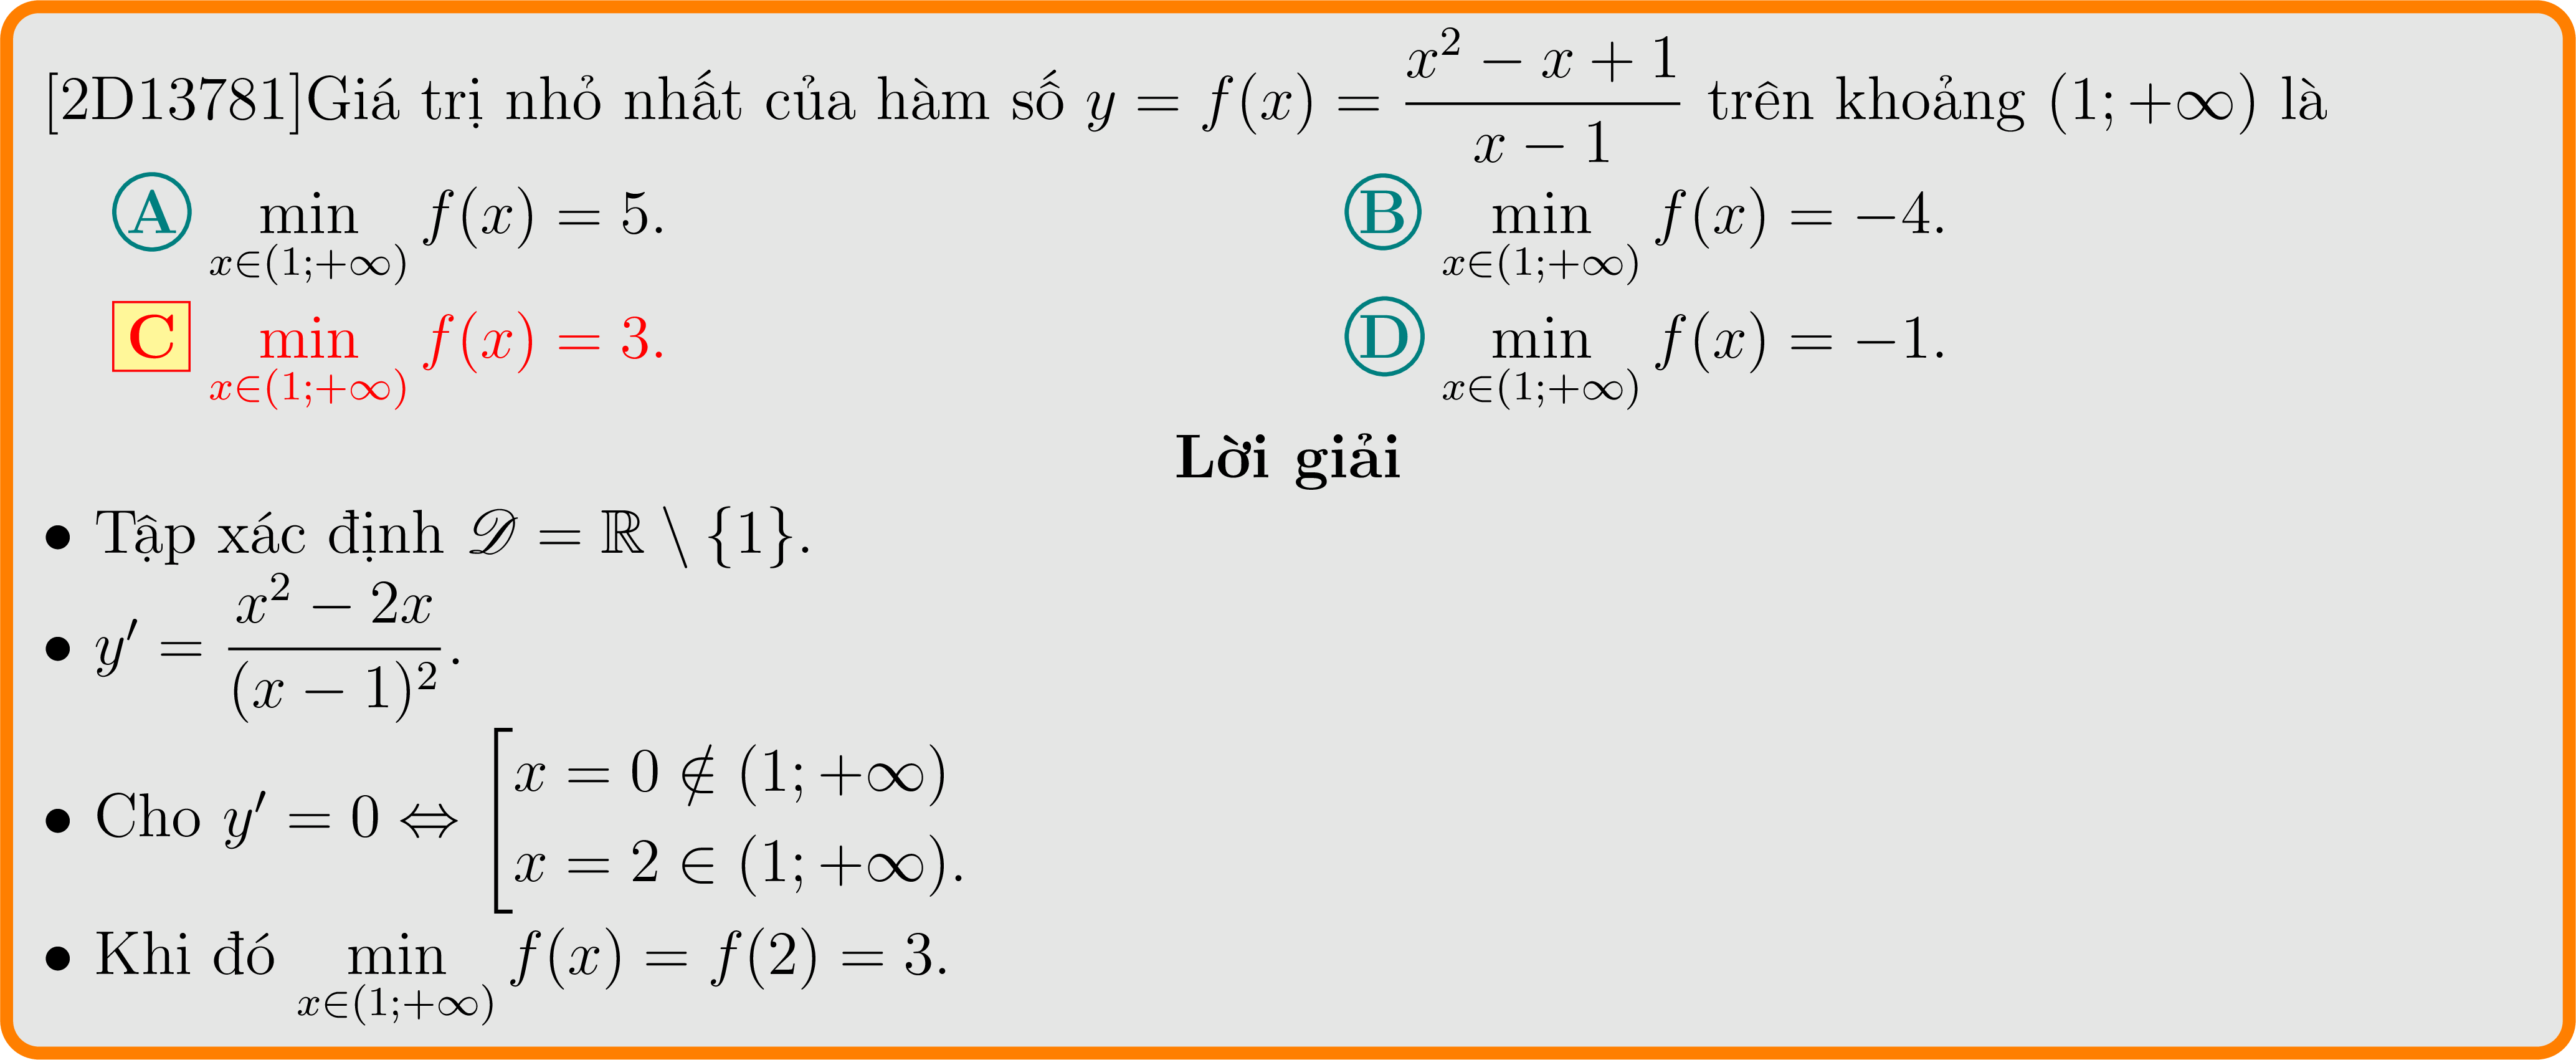 [2D13781]Giá trị nhỏ nhất của hàm số $y = f(x) = \dfrac{x^2 - x + 1}{x - 1}$ trên khoảng $(1; +\infty)$ là
A $\min\limits_{x \in (1;+\infty)} f(x) = 5.$ B $\min\limits_{x \in (1;+\infty)} f(x) = -4.$
C $\min\limits_{x \in (1;+\infty)} f(x) = 3.$ D $\min\limits_{x \in (1;+\infty)} f(x) = -1.$
Lời giải
• Tập xác định $\mathscr{D} = \mathbb{R} \setminus \{1\}.$
• $y' = \dfrac{x^2 - 2x}{(x - 1)^2}.$
• Cho $y' = 0 \Leftrightarrow \left[\begin{array}{l} x = 0 \notin (1; +\infty) \\ x = 2 \in (1; +\infty). \end{array}\right.$
• Khi đó $\min\limits_{x \in (1;+\infty)} f(x) = f(2) = 3.$